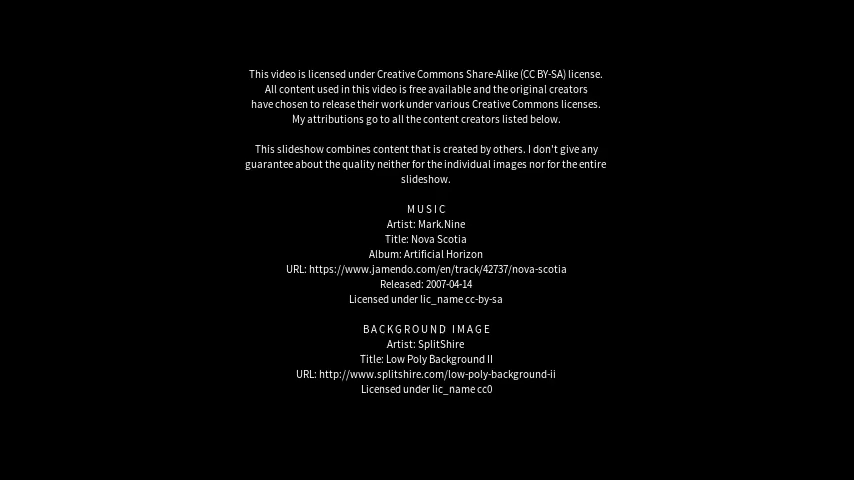 This video is licensed under Creative Commons Share-Alike (CC BY-SA) license.
All content used in this video is free available and the original creators
have chosen to release their work under various Creative Commons licenses.
My attributions go to all the content creators listed below.
This slideshow combines content that is created by others. I don't give any
guarantee about the quality neither for the individual images nor for the entire
slideshow.
MUSIC
Artist: Mark.Nine
Title: Nova Scotia
Album: Artificial Horizon
URL: https://www.jamendo.com/en/track/42737/nova-scotia
Released: 2007-04-14
Licensed under lic_name cc-by-sa
BACKGROUND IMAGE
Artist: SplitShire
Title: Low Poly Background II
URL: http://www.splitshire.com/low-poly-background-ii
Licensed under lic_name cc0